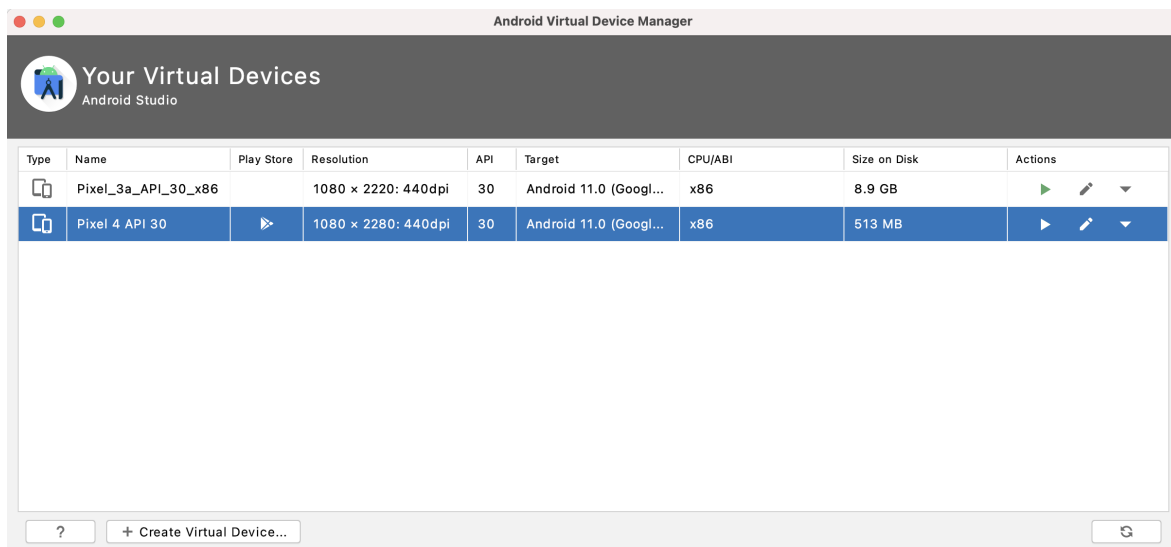 Android Virtual Device Manager
Your Virtual Devices
Android Studio
Type Name Play Store Resolution API Target CPU/ABI Size on Disk Actions
Pixel_3a_API_30_x86 1080 × 2220: 440dpi 30 Android 11.0 (Googl... x86 8.9 GB
Pixel 4 API 30 1080 × 2280: 440dpi 30 Android 11.0 (Googl... x86 513 MB
? + Create Virtual Device...